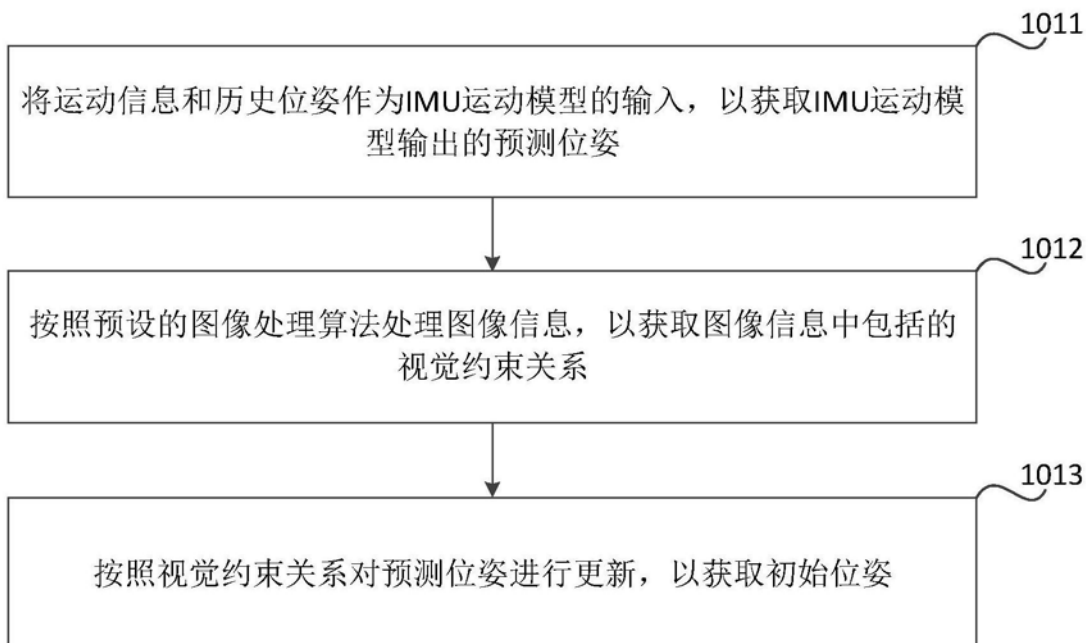 1011
将运动信息和历史位姿作为IMU运动模型的输入，以获取IMU运动模
型输出的预测位姿
1012
按照预设的图像处理算法处理图像信息，以获取图像信息中包括的
视觉约束关系
1013
按照视觉约束关系对预测位姿进行更新，以获取初始位姿